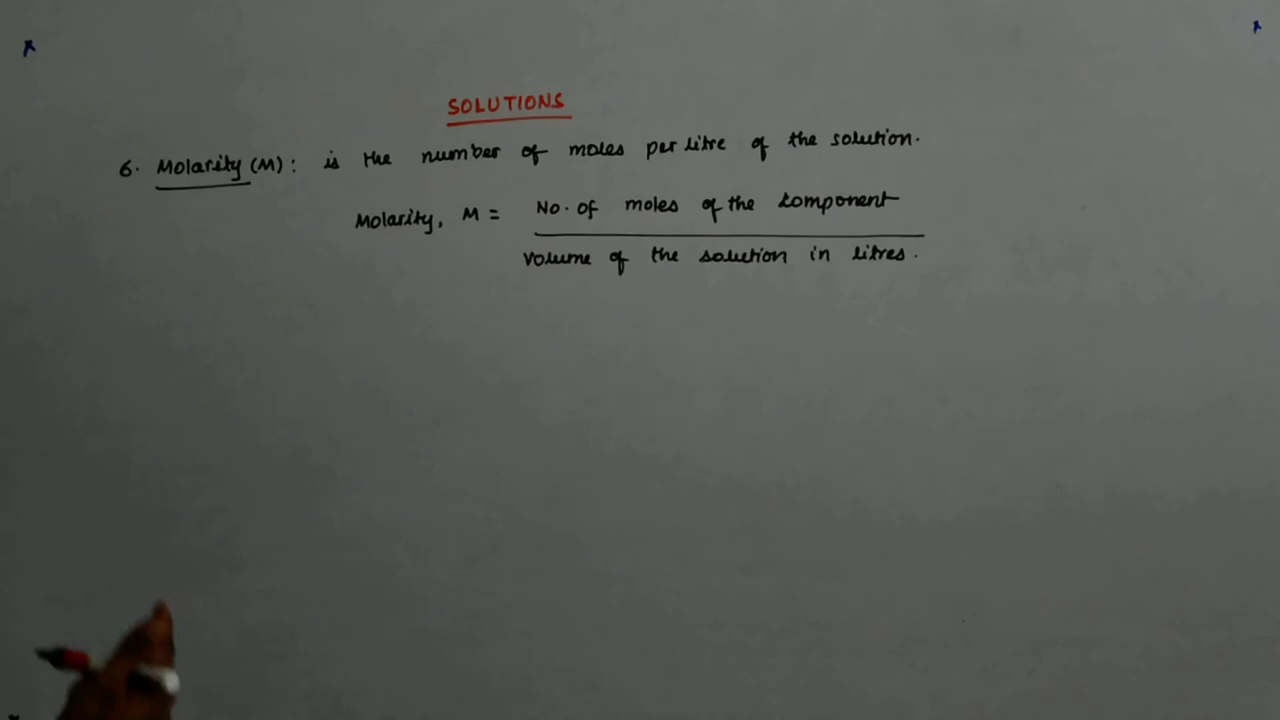 SOLUTIONS
6. Molarity (M): is the number of moles per litre of the solution.
Molarity, M = No. of moles of the component
volume of the solution in litres.